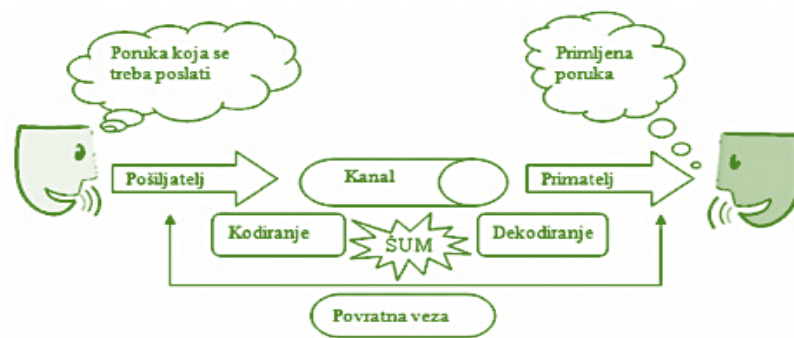 Poruka koja se
treba poslati
Primljena
poruka
Pošiljatelj
Kanal
Primatelj
Kodiranje
ŠUM
Dekodiranje
Povratna veza